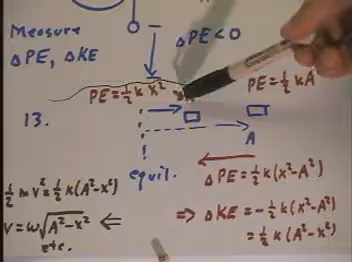 Measure
ΔPE, ΔKE
ΔPE<0
PE=½kx²
PE=½kA
13.
A
equil.
ΔPE=½k(x²-A²)
½mV²=½k(A²-x²)
V=ω√A²-x² ⇐
etc.
⇒ ΔKE=-½k(x²-A²)
=½k(A²-x²)